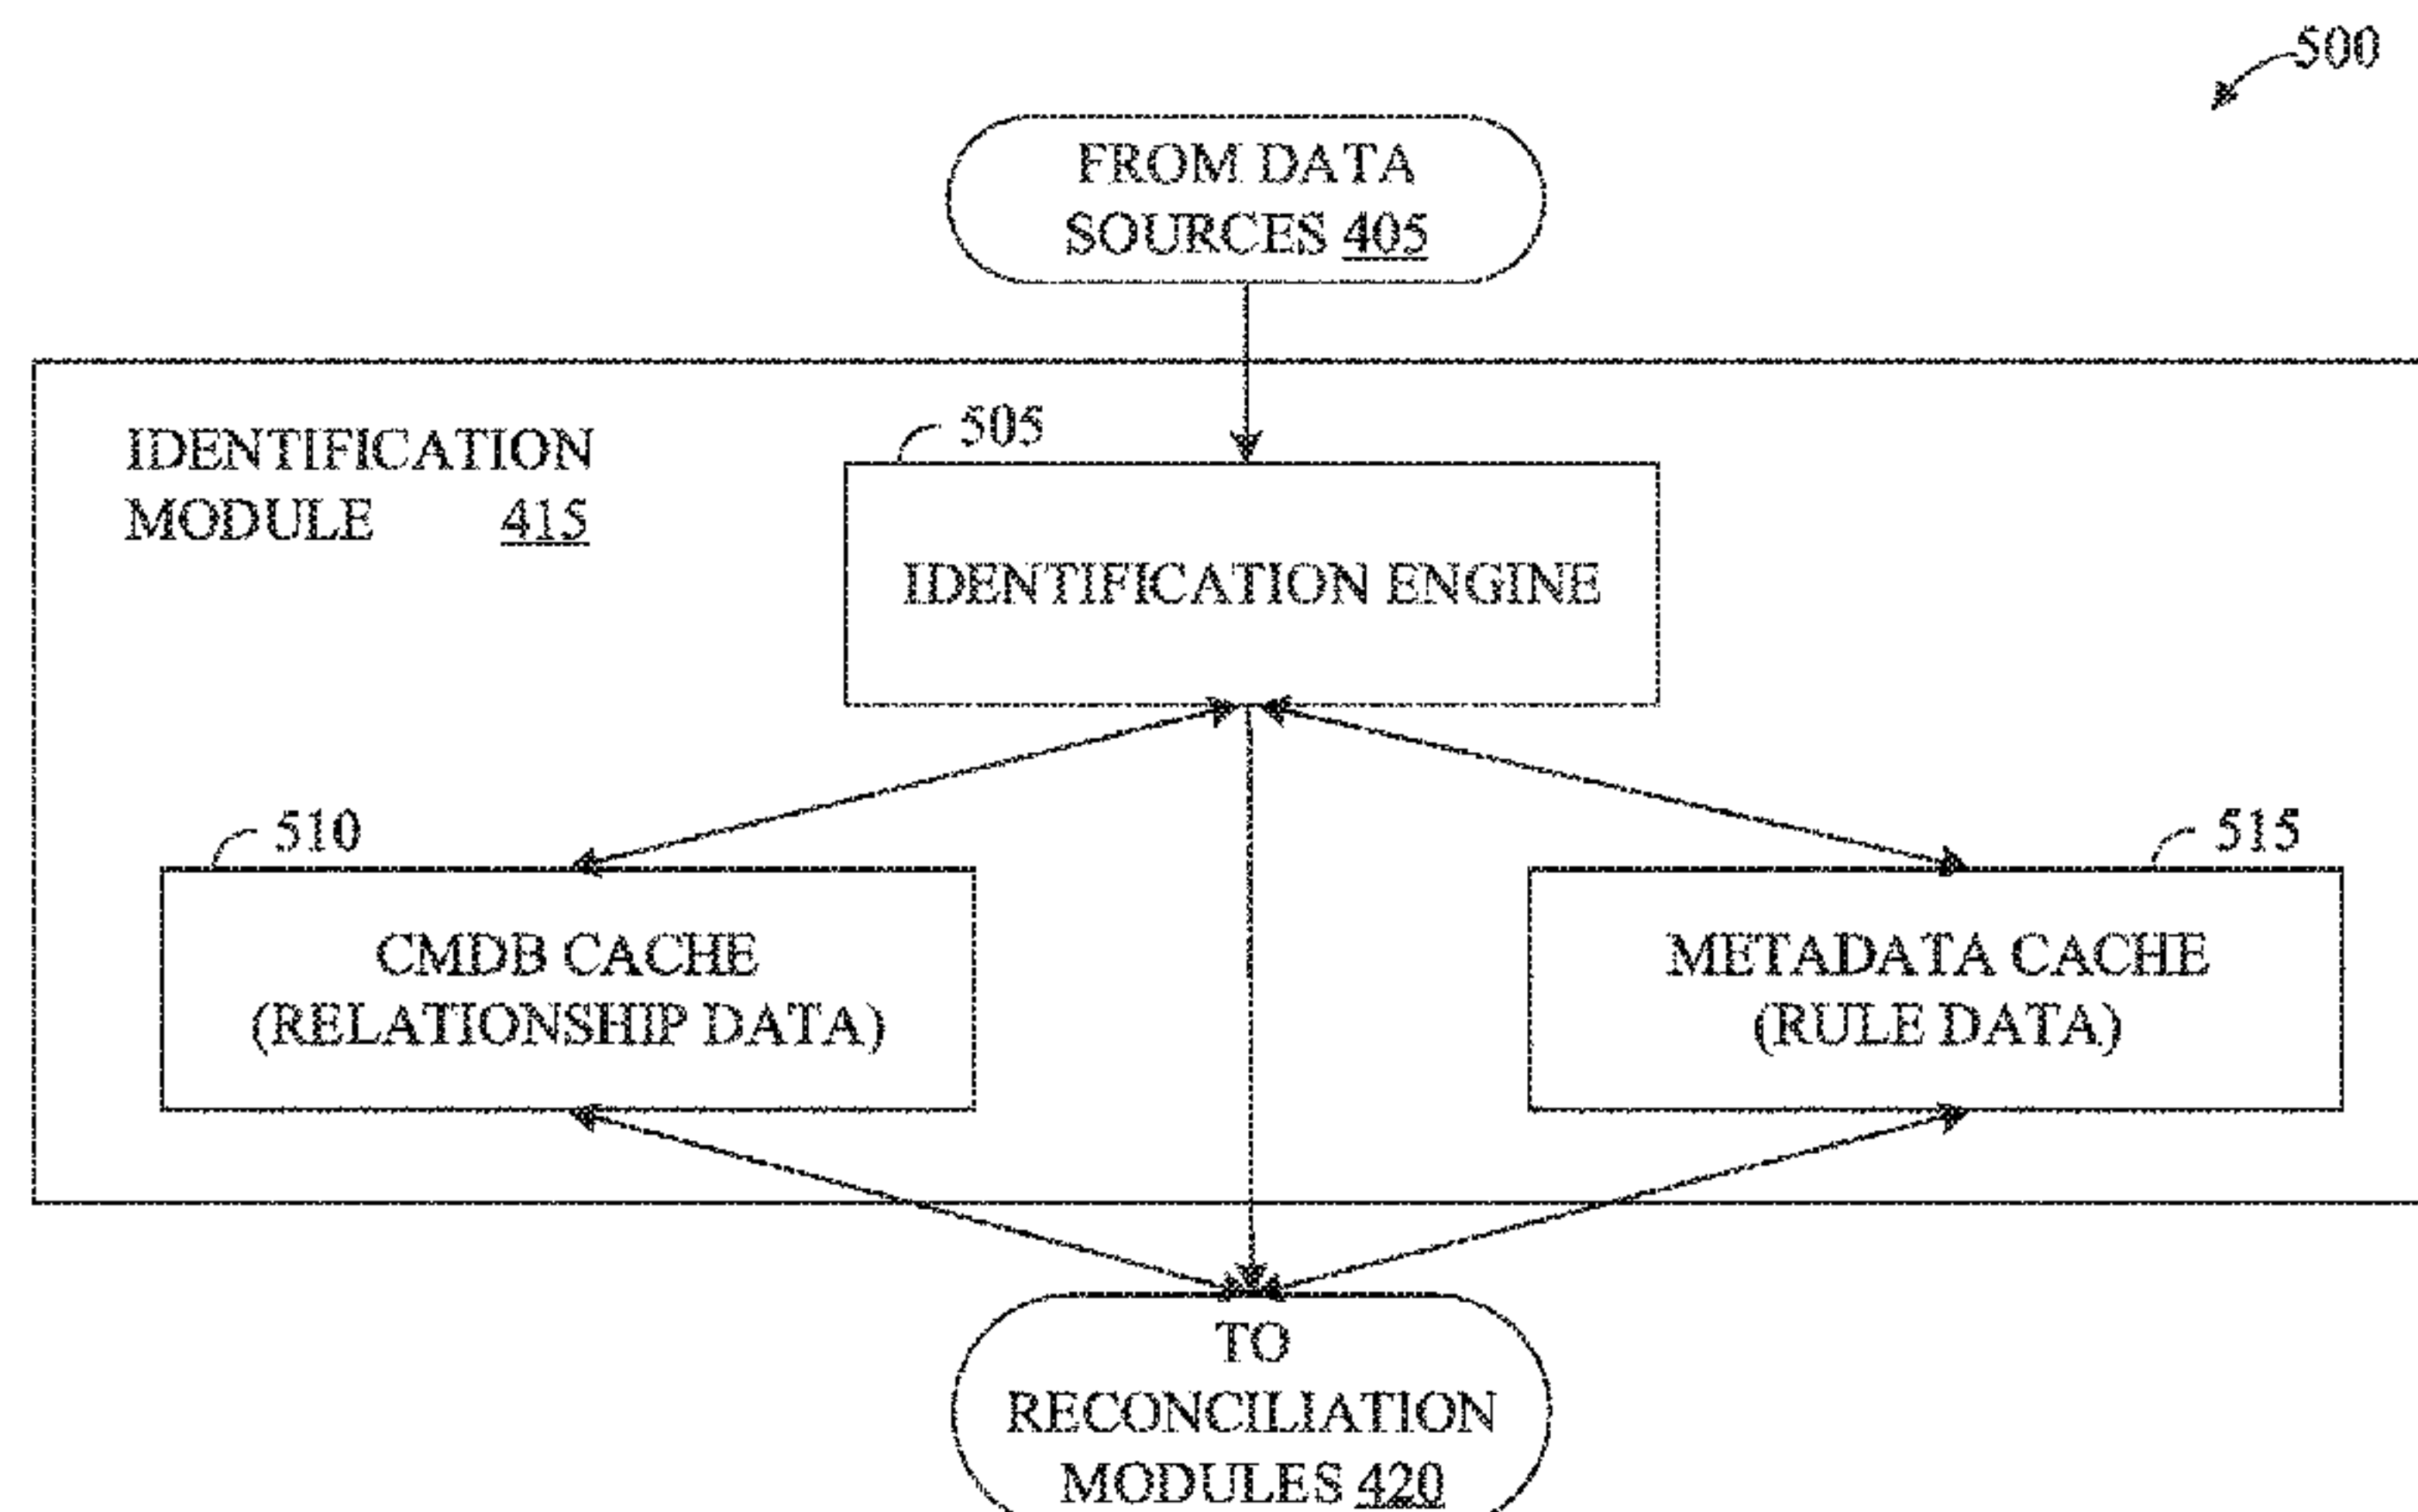 500
FROM DATA
SOURCES 405
IDENTIFICATION
MODULE 415
505
IDENTIFICATION ENGINE
510
CMDB CACHE
(RELATIONSHIP DATA)
515
METADATA CACHE
(RULE DATA)
TO
RECONCILIATION
MODULES 420